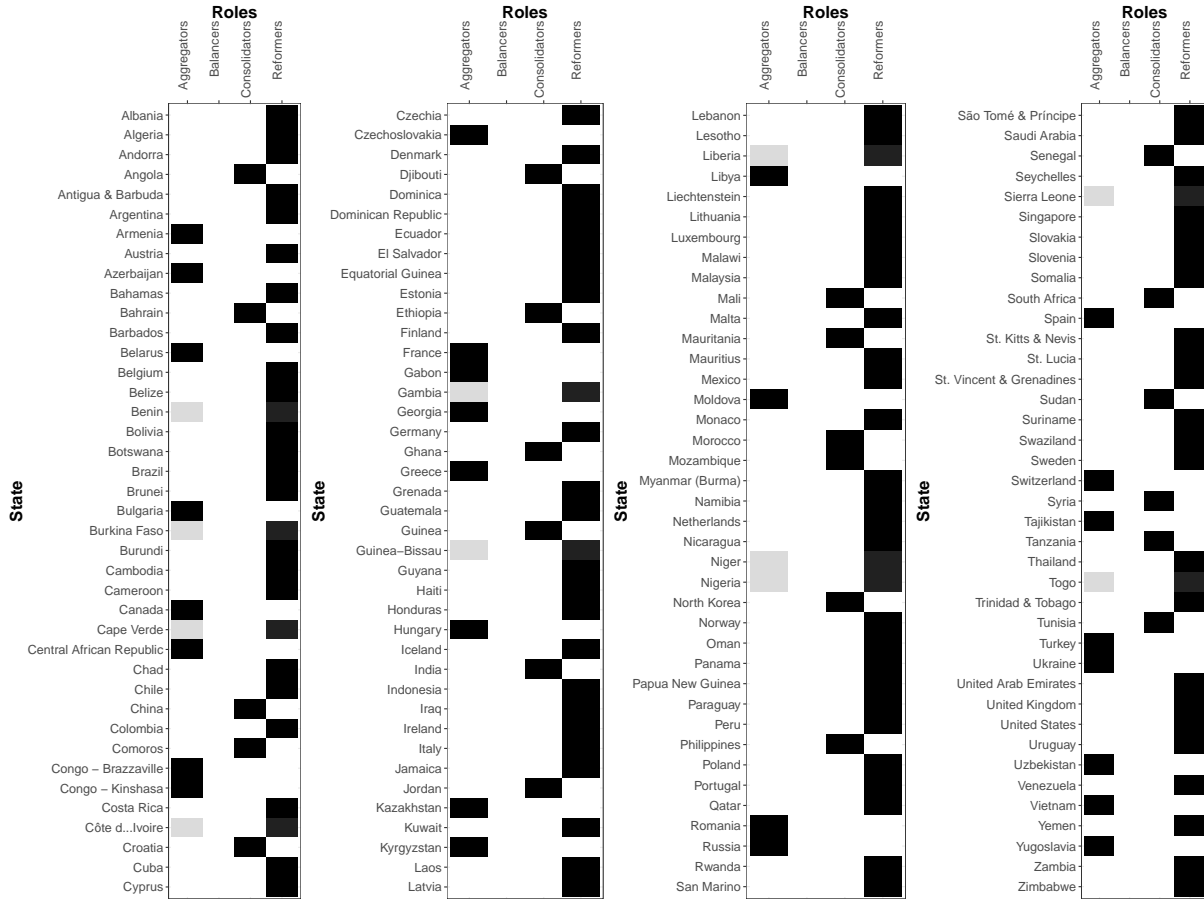 Roles
Aggregators
Balancers
Consolidators
Reformers
State
Albania
Algeria
Andorra
Angola
Antigua & Barbuda
Argentina
Armenia
Austria
Azerbaijan
Bahamas
Bahrain
Barbados
Belarus
Belgium
Belize
Benin
Bolivia
Botswana
Brazil
Brunei
Bulgaria
Burkina Faso
Burundi
Cambodia
Cameroon
Canada
Cape Verde
Central African Republic
Chad
Chile
China
Colombia
Comoros
Congo – Brazzaville
Congo – Kinshasa
Costa Rica
Côte d...Ivoire
Croatia
Cuba
Cyprus
Roles
Aggregators
Balancers
Consolidators
Reformers
State
Czechia
Czechoslovakia
Denmark
Djibouti
Dominica
Dominican Republic
Ecuador
El Salvador
Equatorial Guinea
Estonia
Ethiopia
Finland
France
Gabon
Gambia
Georgia
Germany
Ghana
Greece
Grenada
Guatemala
Guinea
Guinea–Bissau
Guyana
Haiti
Honduras
Hungary
Iceland
India
Indonesia
Iraq
Ireland
Italy
Jamaica
Jordan
Kazakhstan
Kuwait
Kyrgyzstan
Laos
Latvia
Roles
Aggregators
Balancers
Consolidators
Reformers
State
Lebanon
Lesotho
Liberia
Libya
Liechtenstein
Lithuania
Luxembourg
Malawi
Malaysia
Mali
Malta
Mauritania
Mauritius
Mexico
Moldova
Monaco
Morocco
Mozambique
Myanmar (Burma)
Namibia
Netherlands
Nicaragua
Niger
Nigeria
North Korea
Norway
Oman
Panama
Papua New Guinea
Paraguay
Peru
Philippines
Poland
Portugal
Qatar
Romania
Russia
Rwanda
San Marino
Roles
Aggregators
Balancers
Consolidators
Reformers
State
São Tomé & Príncipe
Saudi Arabia
Senegal
Seychelles
Sierra Leone
Singapore
Slovakia
Slovenia
Somalia
South Africa
Spain
St. Kitts & Nevis
St. Lucia
St. Vincent & Grenadines
Sudan
Suriname
Swaziland
Sweden
Switzerland
Syria
Tajikistan
Tanzania
Thailand
Togo
Trinidad & Tobago
Tunisia
Turkey
Ukraine
United Arab Emirates
United Kingdom
United States
Uruguay
Uzbekistan
Venezuela
Vietnam
Yemen
Yugoslavia
Zambia
Zimbabwe